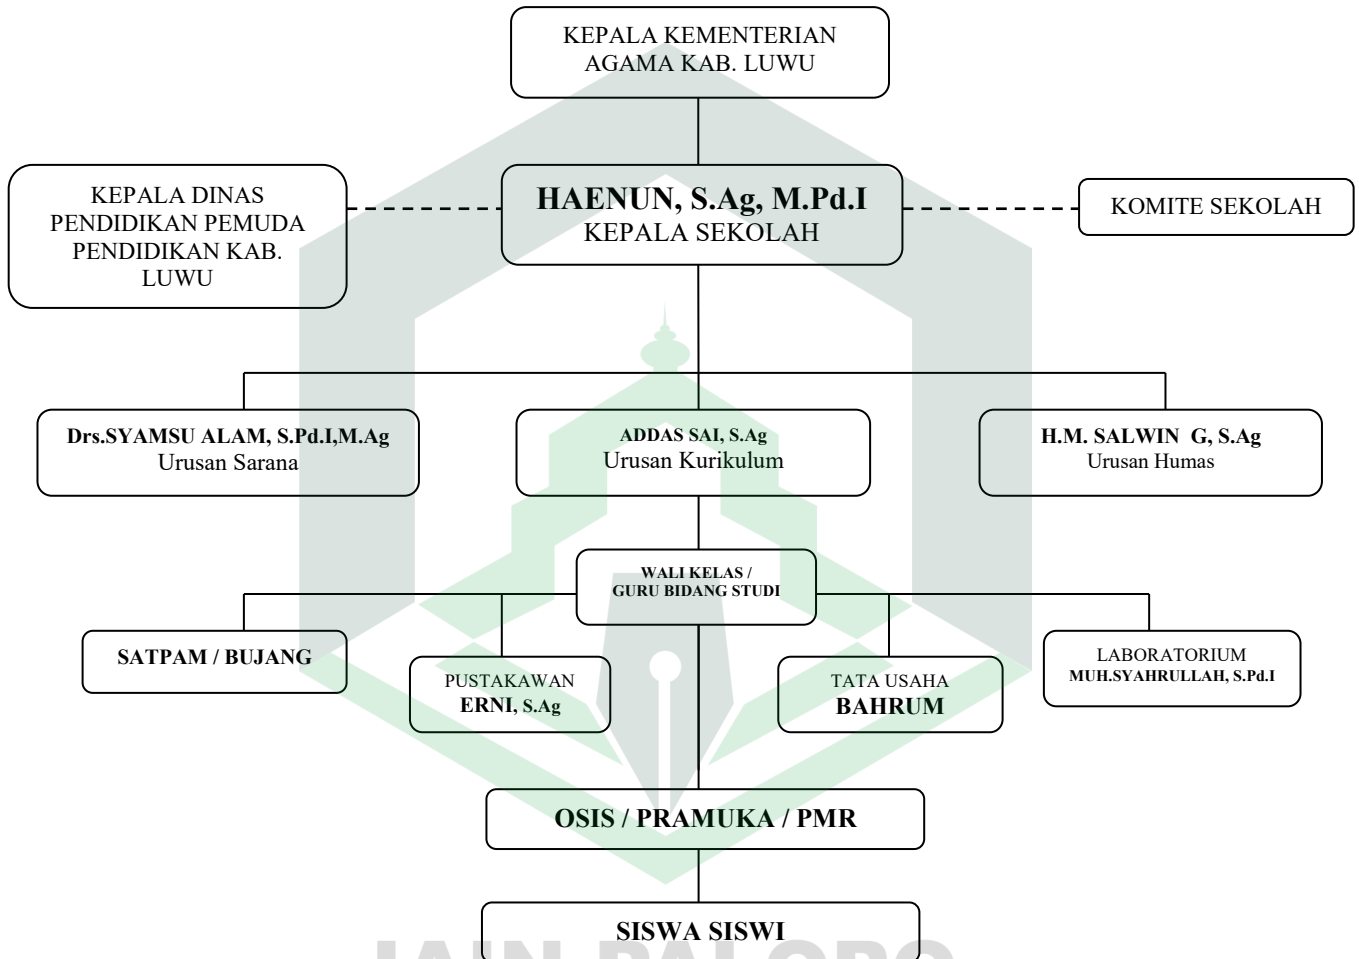 KEPALA KEMENTERIAN
AGAMA KAB. LUWU
KEPALA DINAS
PENDIDIKAN PEMUDA
PENDIDIKAN KAB.
LUWU
HAENUN, S.Ag, M.Pd.I
KEPALA SEKOLAH
KOMITE SEKOLAH
Drs.SYAMSU ALAM, S.Pd.I,M.Ag
Urusan Sarana
ADDAS SAI, S.Ag
Urusan Kurikulum
H.M. SALWIN G, S.Ag
Urusan Humas
WALI KELAS /
GURU BIDANG STUDI
SATPAM / BUJANG
PUSTAKAWAN
ERNI, S.Ag
TATA USAHA
BAHRUM
LABORATORIUM
MUH.SYAHRULLAH, S.Pd.I
OSIS / PRAMUKA / PMR
SISWA SISWI
IAIN PALOPO